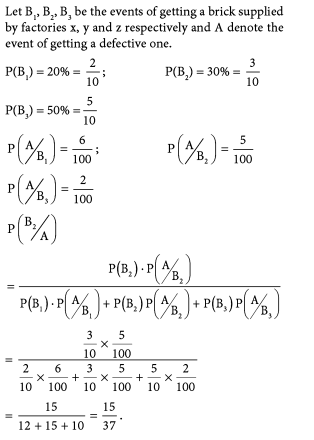 Let B₁, B₂, B₃ be the events of getting a brick supplied
by factories x, y and z respectively and A denote the
event of getting a defective one.
P(B₁) = 20% = 2/10 ; P(B₂) = 30% = 3/10
P(B₃) = 50% = 5/10
P(A/B₁) = 6/100 ; P(A/B₂) = 5/100
P(A/B₃) = 2/100
P(B₂/A)
= P(B₂) · P(A/B₂) / P(B₁) · P(A/B₁) + P(B₂) P(A/B₂) + P(B₃) P(A/B₃)
= 3/10 × 5/100 / 2/10 × 6/100 + 3/10 × 5/100 + 5/10 × 2/100
= 15/12 + 15 + 10 = 15/37 .